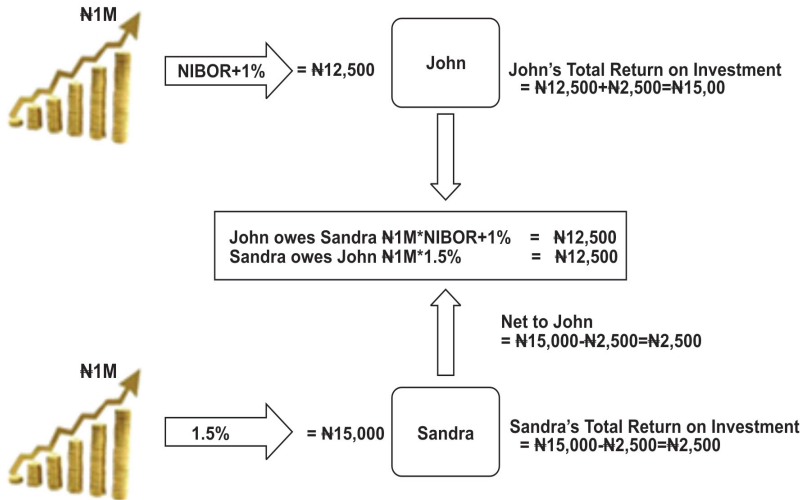 ₦1M
NIBOR+1%
= ₦12,500
John
John's Total Return on Investment
= ₦12,500+₦2,500=₦15,00
John owes Sandra ₦1M*NIBOR+1% = ₦12,500
Sandra owes John ₦1M*1.5% = ₦12,500
Net to John
= ₦15,000-₦2,500=₦2,500
₦1M
1.5%
= ₦15,000
Sandra
Sandra's Total Return on Investment
= ₦15,000-₦2,500=₦2,500